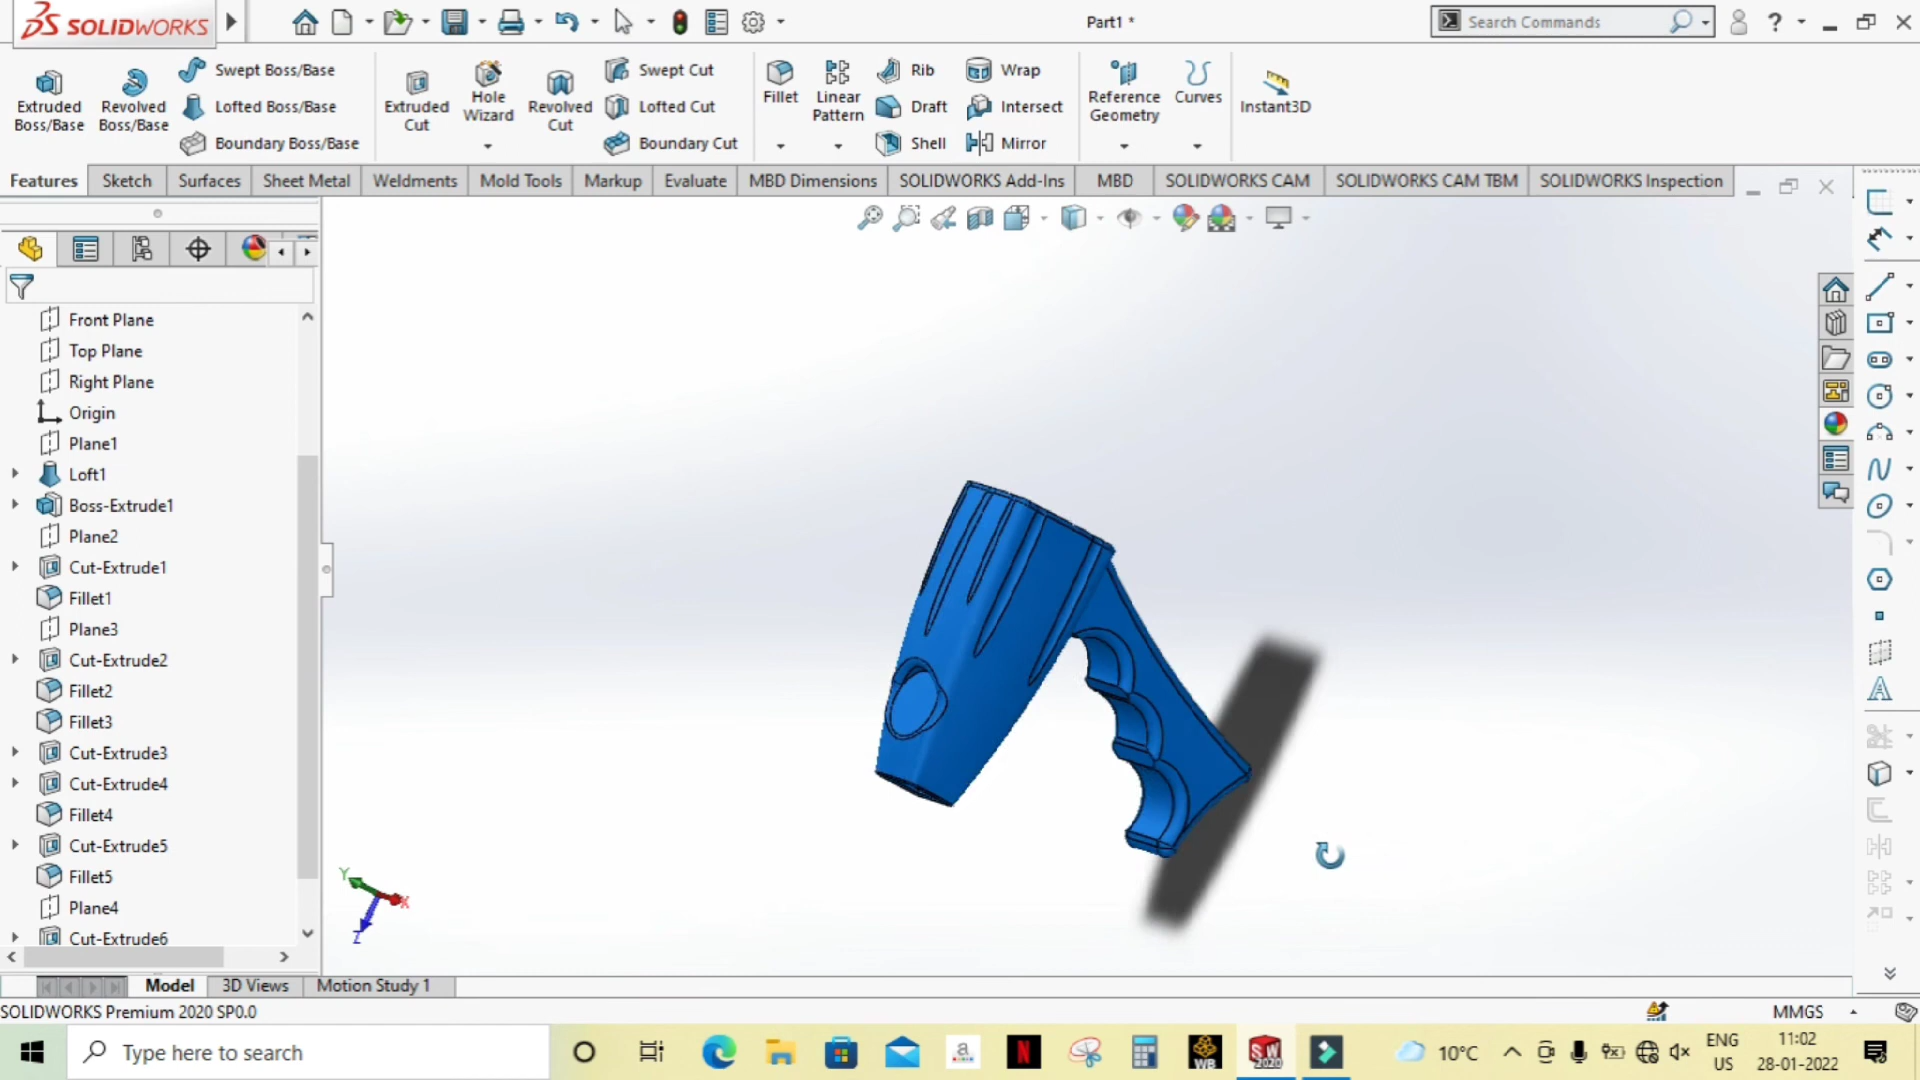 SOLIDWORKS
Part1 *
Search Commands
?
Extruded Boss/Base
Revolved Boss/Base
Swept Boss/Base
Lofted Boss/Base
Boundary Boss/Base
Extruded Cut
Hole Wizard
Revolved Cut
Swept Cut
Lofted Cut
Boundary Cut
Fillet
Linear Pattern
Rib
Draft
Shell
Wrap
Intersect
Mirror
Reference Geometry
Curves
Instant3D
Features
Sketch
Surfaces
Sheet Metal
Weldments
Mold Tools
Markup
Evaluate
MBD Dimensions
SOLIDWORKS Add-Ins
MBD
SOLIDWORKS CAM
SOLIDWORKS CAM TBM
SOLIDWORKS Inspection
Front Plane
Top Plane
Right Plane
Origin
Plane1
Loft1
Boss-Extrude1
Plane2
Cut-Extrude1
Fillet1
Plane3
Cut-Extrude2
Fillet2
Fillet3
Cut-Extrude3
Cut-Extrude4
Fillet4
Cut-Extrude5
Fillet5
Plane4
Cut-Extrude6
Y
X
Z
Model
3D Views
Motion Study 1
SOLIDWORKS Premium 2020 SP0.0
MMGS
Type here to search
a
N
WB
SW
2020
10°C
ENG
US
11:02
28-01-2022